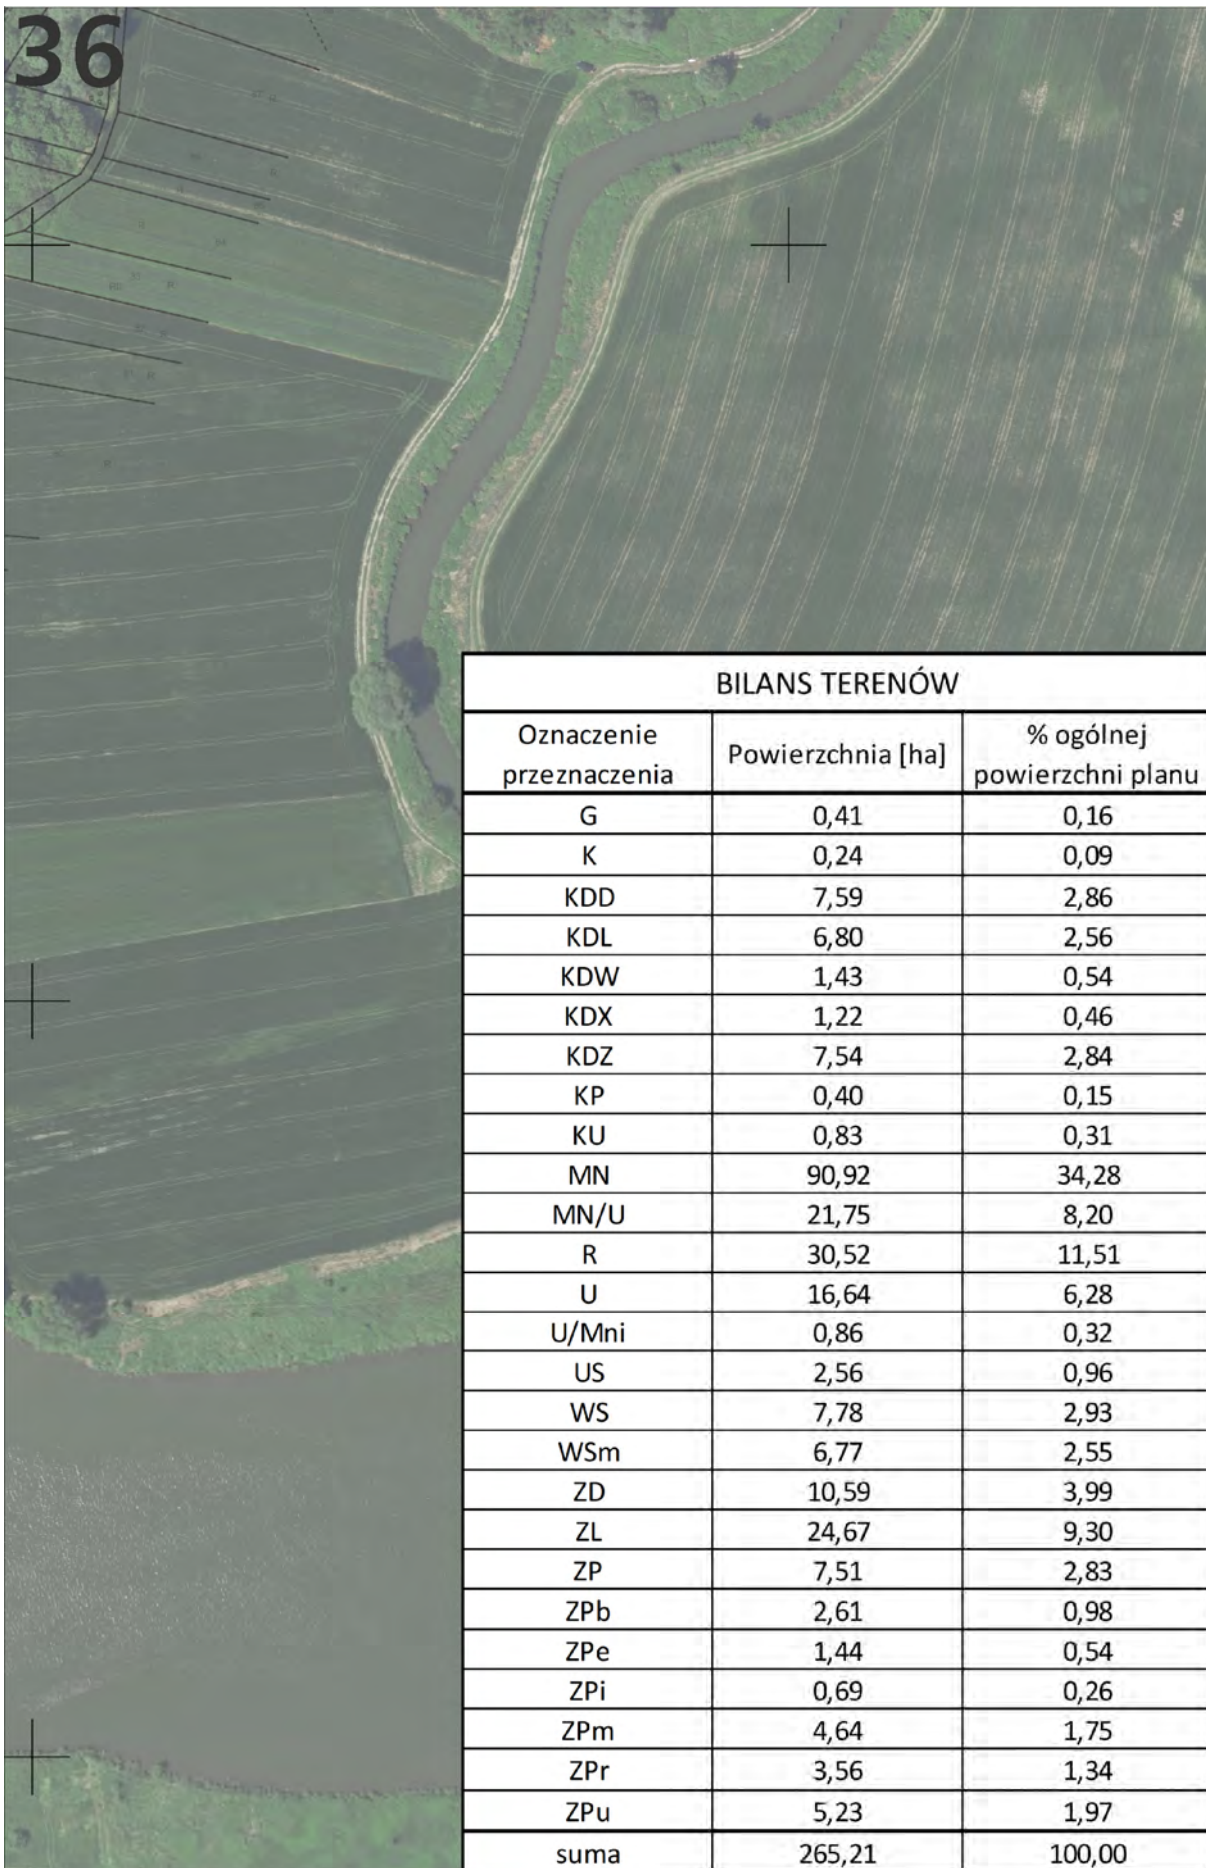 36
BILANS TERENÓW
Oznaczenie przeznaczenia Powierzchnia [ha] % ogólnej powierzchni planu
G 0,41 0,16
K 0,24 0,09
KDD 7,59 2,86
KDL 6,80 2,56
KDW 1,43 0,54
KDX 1,22 0,46
KDZ 7,54 2,84
KP 0,40 0,15
KU 0,83 0,31
MN 90,92 34,28
MN/U 21,75 8,20
R 30,52 11,51
U 16,64 6,28
U/Mni 0,86 0,32
US 2,56 0,96
WS 7,78 2,93
WSm 6,77 2,55
ZD 10,59 3,99
ZL 24,67 9,30
ZP 7,51 2,83
ZPb 2,61 0,98
ZPe 1,44 0,54
ZPi 0,69 0,26
ZPm 4,64 1,75
ZPr 3,56 1,34
ZPu 5,23 1,97
suma 265,21 100,00